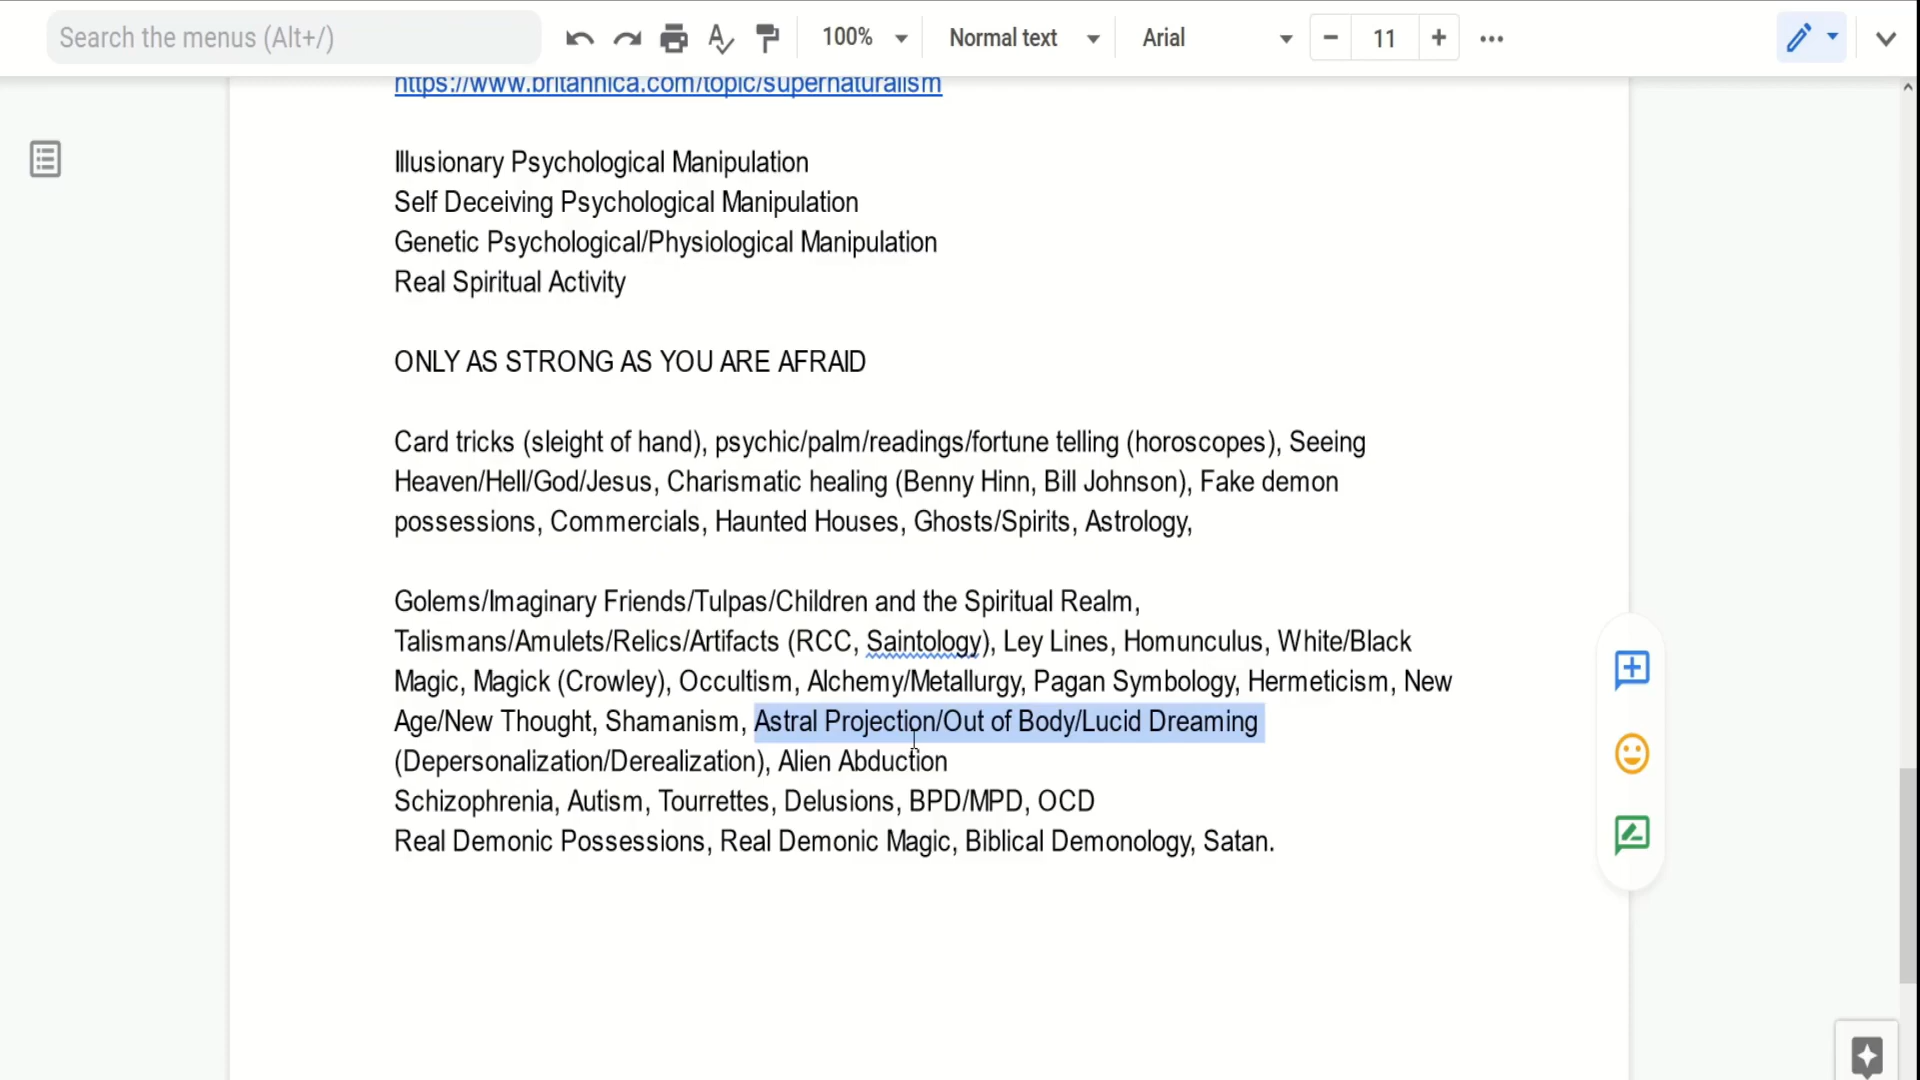 Search the menus (Alt+/)
100%
Normal text
Arial
11
https://www.britannica.com/topic/supernaturalism
Illusionary Psychological Manipulation
Self Deceiving Psychological Manipulation
Genetic Psychological/Physiological Manipulation
Real Spiritual Activity
ONLY AS STRONG AS YOU ARE AFRAID
Card tricks (sleight of hand), psychic/palm/readings/fortune telling (horoscopes), Seeing
Heaven/Hell/God/Jesus, Charismatic healing (Benny Hinn, Bill Johnson), Fake demon
possessions, Commercials, Haunted Houses, Ghosts/Spirits, Astrology,
Golems/Imaginary Friends/Tulpas/Children and the Spiritual Realm,
Talismans/Amulets/Relics/Artifacts (RCC, Saintology), Ley Lines, Homunculus, White/Black
Magic, Magick (Crowley), Occultism, Alchemy/Metallurgy, Pagan Symbology, Hermeticism, New
Age/New Thought, Shamanism, Astral Projection/Out of Body/Lucid Dreaming
(Depersonalization/Derealization), Alien Abduction
Schizophrenia, Autism, Tourrettes, Delusions, BPD/MPD, OCD
Real Demonic Possessions, Real Demonic Magic, Biblical Demonology, Satan.